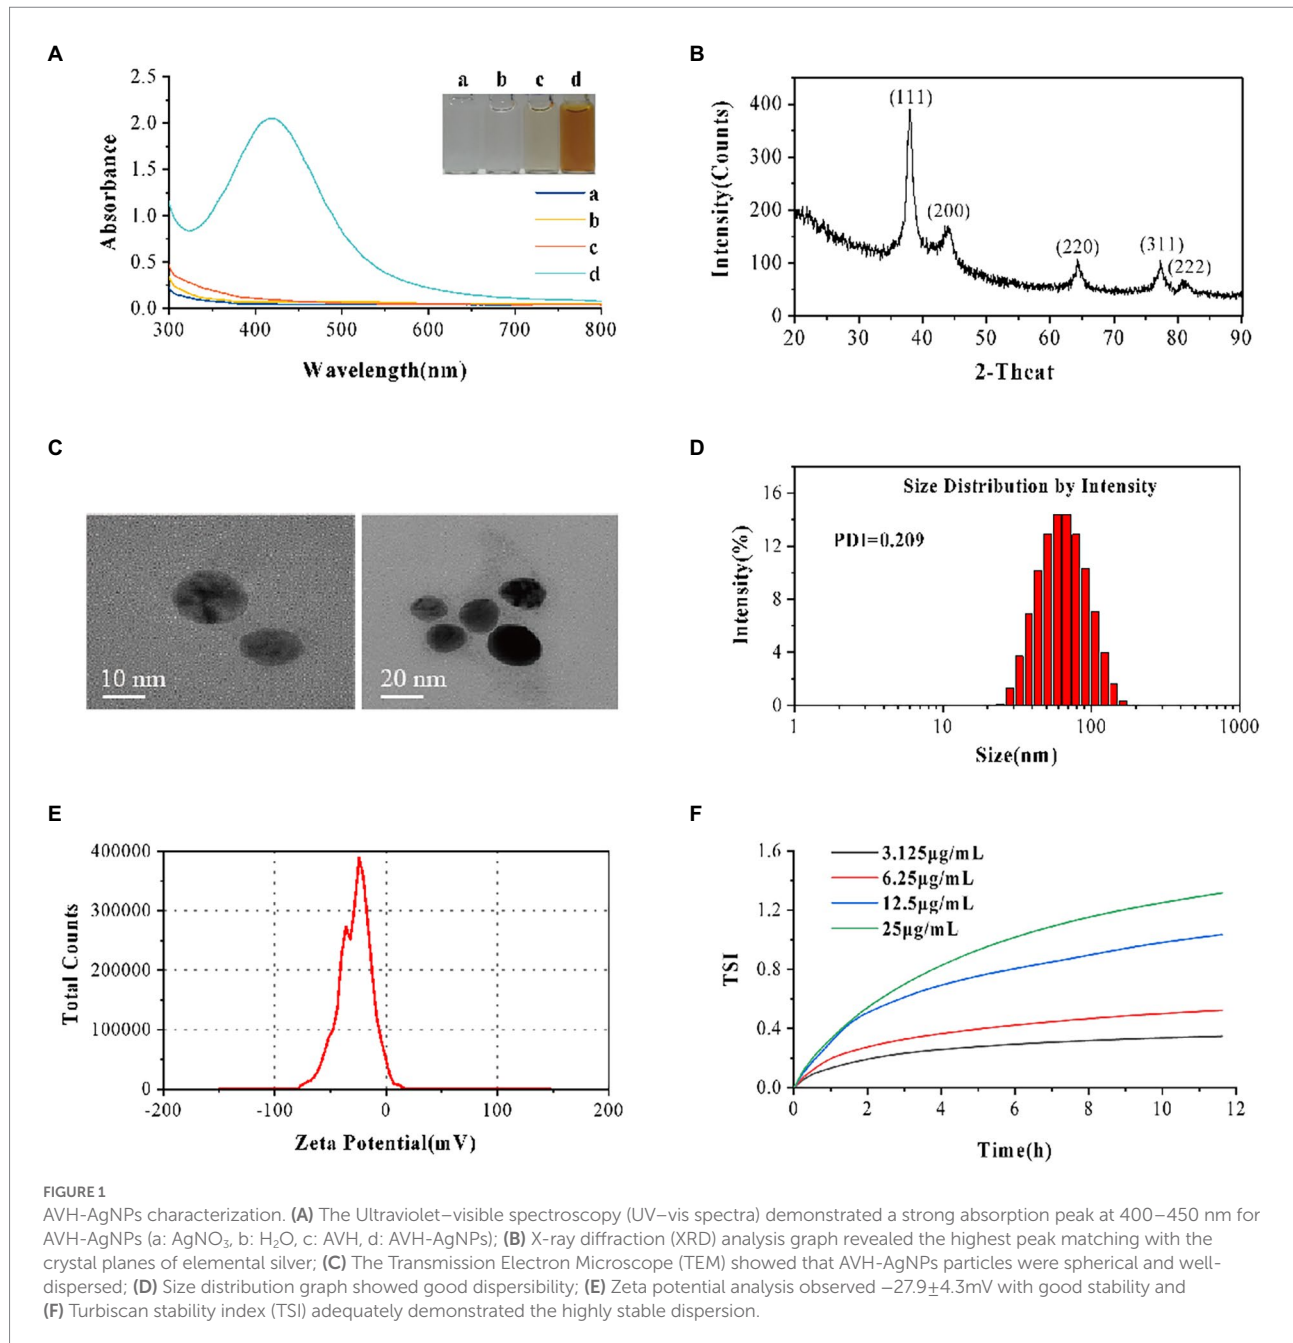 A
2.5
2.0
1.5
1.0
0.5
0.0
300 400 500 600 700 800
Absorbance
Wavelength(nm)
a b c d
a
b
c
d
B
400
300
200
100
0
20 30 40 50 60 70 80 90
Intensity(Counts)
2-Theat
(111)
(200)
(220)
(311)
(222)
C
10 nm
20 nm
D
Size Distribution by Intensity
PDI=0.209
16
12
8
4
0
1 10 100 1000
Intensity(%)
Size(nm)
E
400000
300000
200000
100000
0
-200 -100 0 100 200
Total Counts
Zeta Potential(mV)
F
1.6
1.2
0.8
0.4
0.0
0 2 4 6 8 10 12
TSI
Time(h)
3.125μg/mL
6.25μg/mL
12.5μg/mL
25μg/mL
FIGURE 1
AVH-AgNPs characterization. (A) The Ultraviolet–visible spectroscopy (UV–vis spectra) demonstrated a strong absorption peak at 400–450 nm for
AVH-AgNPs (a: AgNO₃, b: H₂O, c: AVH, d: AVH-AgNPs); (B) X-ray diffraction (XRD) analysis graph revealed the highest peak matching with the
crystal planes of elemental silver; (C) The Transmission Electron Microscope (TEM) showed that AVH-AgNPs particles were spherical and well-
dispersed; (D) Size distribution graph showed good dispersibility; (E) Zeta potential analysis observed −27.9±4.3mV with good stability and
(F) Turbiscan stability index (TSI) adequately demonstrated the highly stable dispersion.